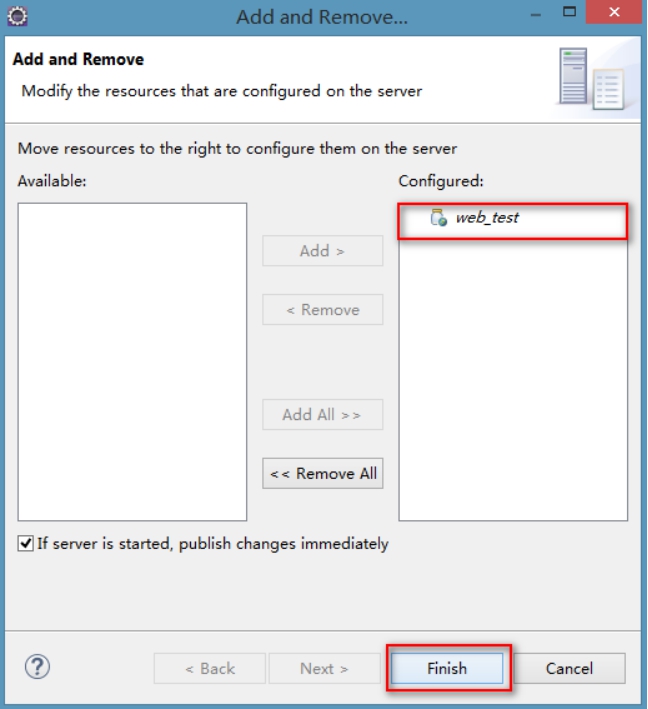 Add and Remove...
Add and Remove
Modify the resources that are configured on the server
Move resources to the right to configure them on the server
Available:
Configured:
web_test
Add >
< Remove
Add All >>
<< Remove All
If server is started, publish changes immediately
?
< Back
Next >
Finish
Cancel